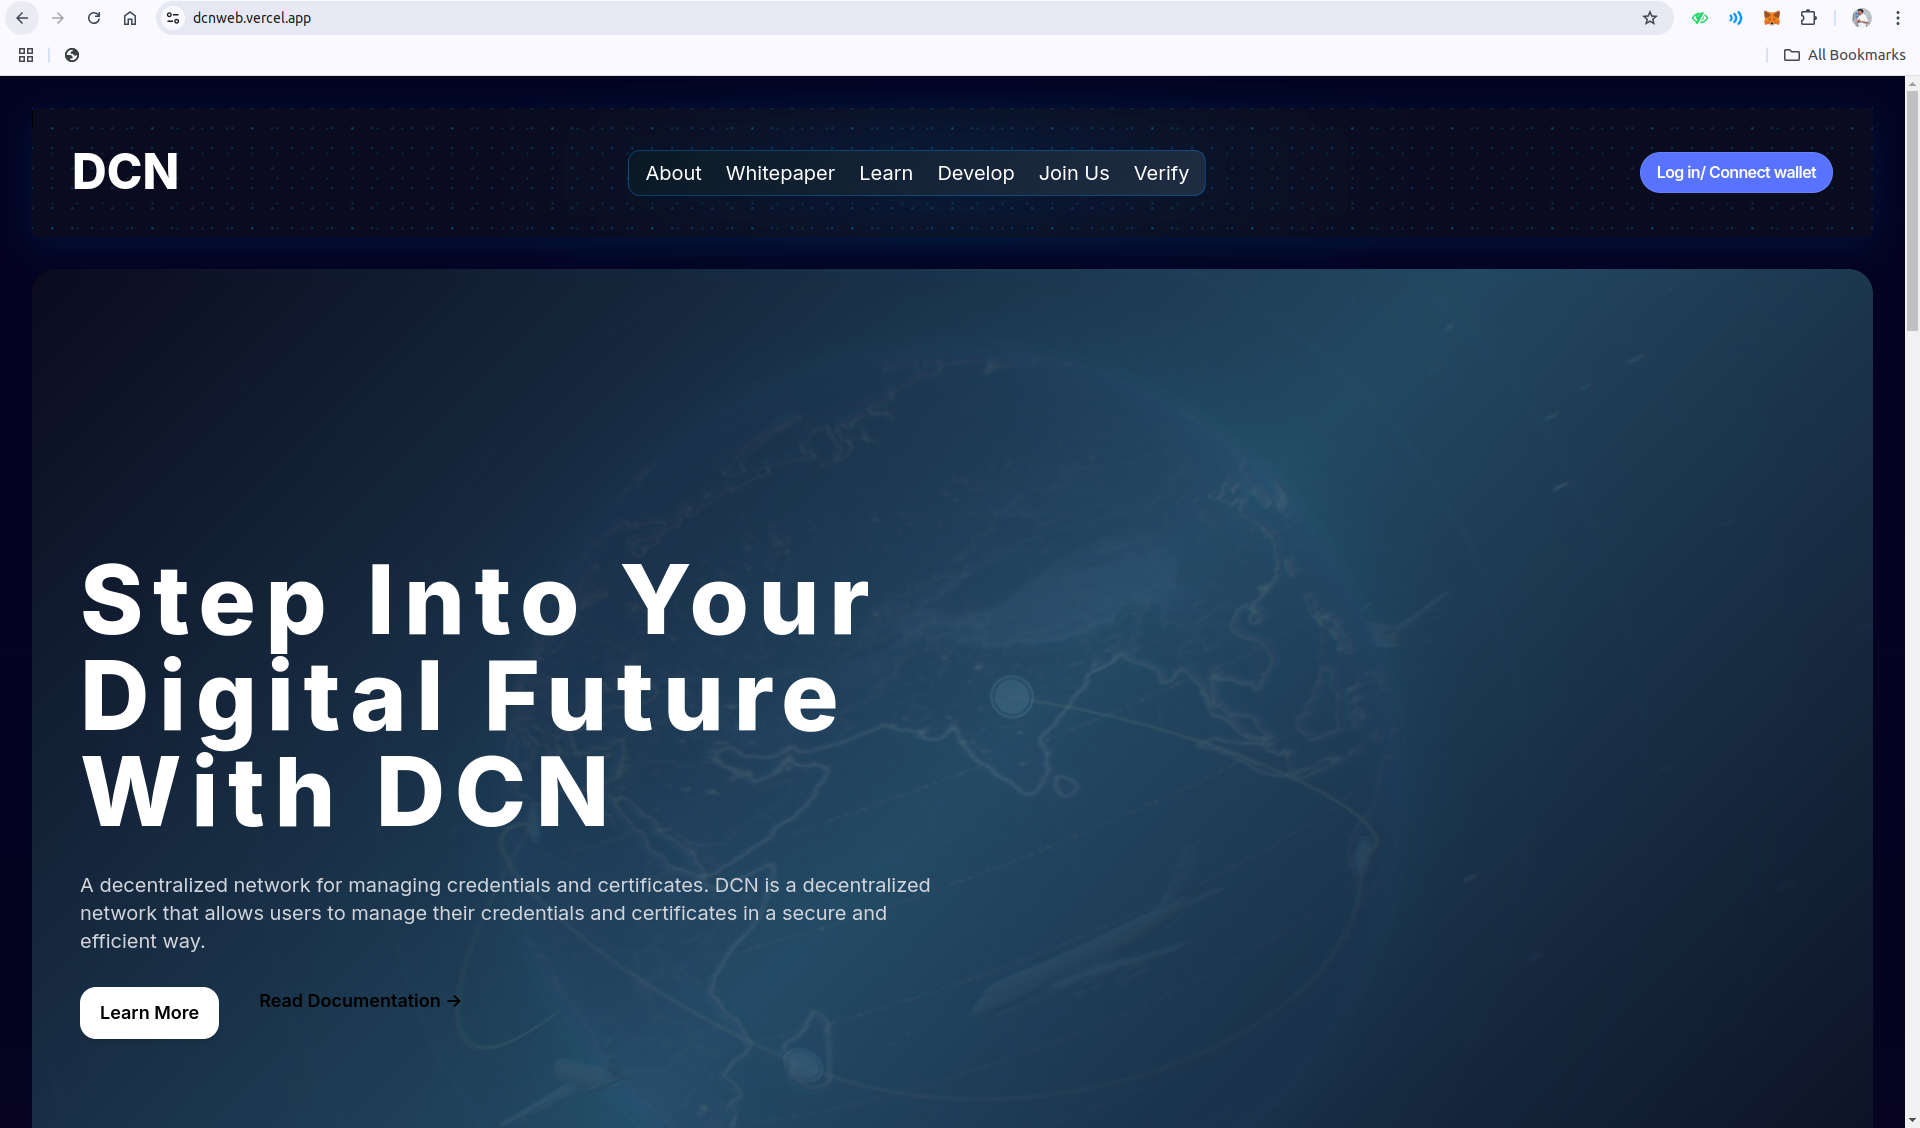 dcnweb.vercel.app
All Bookmarks
DCN
About Whitepaper Learn Develop Join Us Verify
Log in/ Connect wallet
Step Into Your
Digital Future
With DCN
A decentralized network for managing credentials and certificates. DCN is a decentralized
network that allows users to manage their credentials and certificates in a secure and
efficient way.
Learn More
Read Documentation →